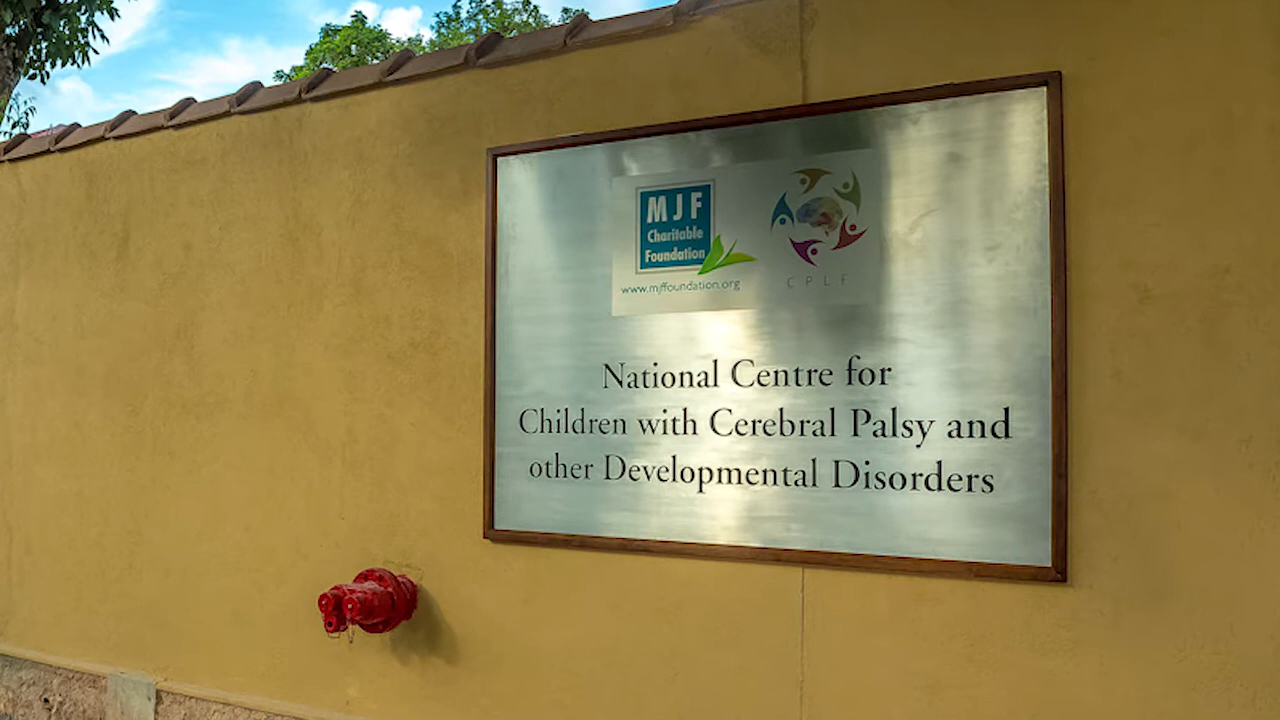 MJF
Charitable
Foundation
www.mjffoundation.org
CPLF
National Centre for
Children with Cerebral Palsy and
other Developmental Disorders